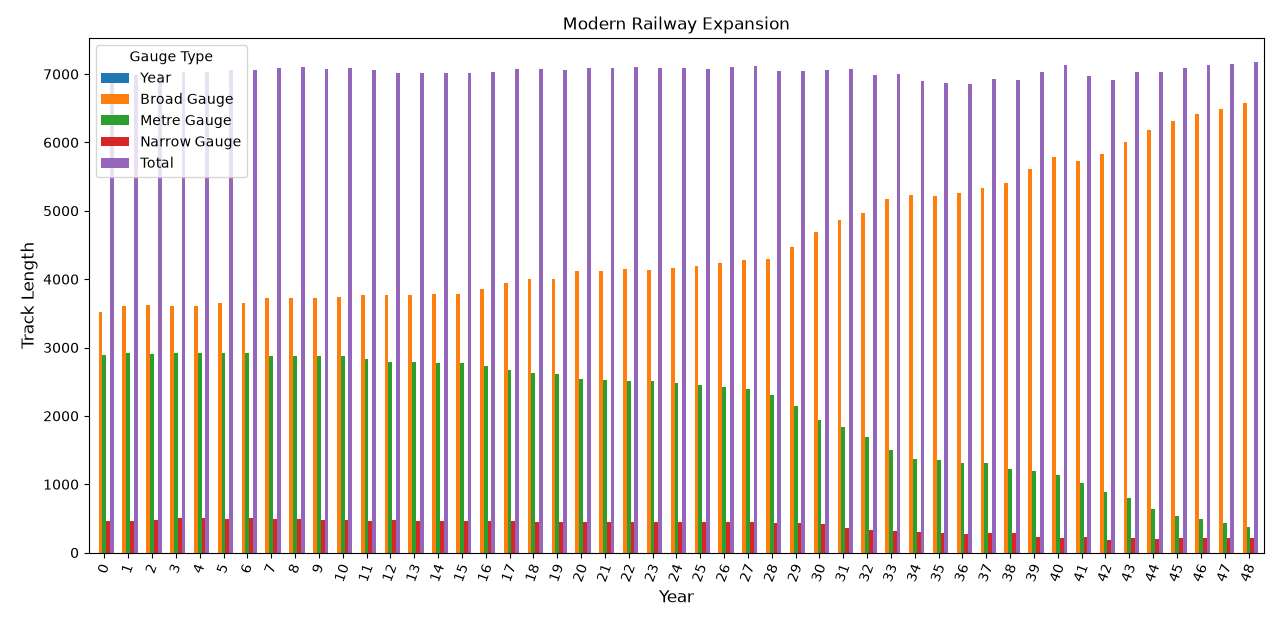 Modern Railway Expansion
Gauge Type
Year
Broad Gauge
Metre Gauge
Narrow Gauge
Total
Track Length
7000
6000
5000
4000
3000
2000
1000
0
0 1 2 3 4 5 6 7 8 9 10 11 12 13 14 15 16 17 18 19 20 21 22 23 24 25 26 27 28 29 30 31 32 33 34 35 36 37 38 39 40 41 42 43 44 45 46 47 48
Year